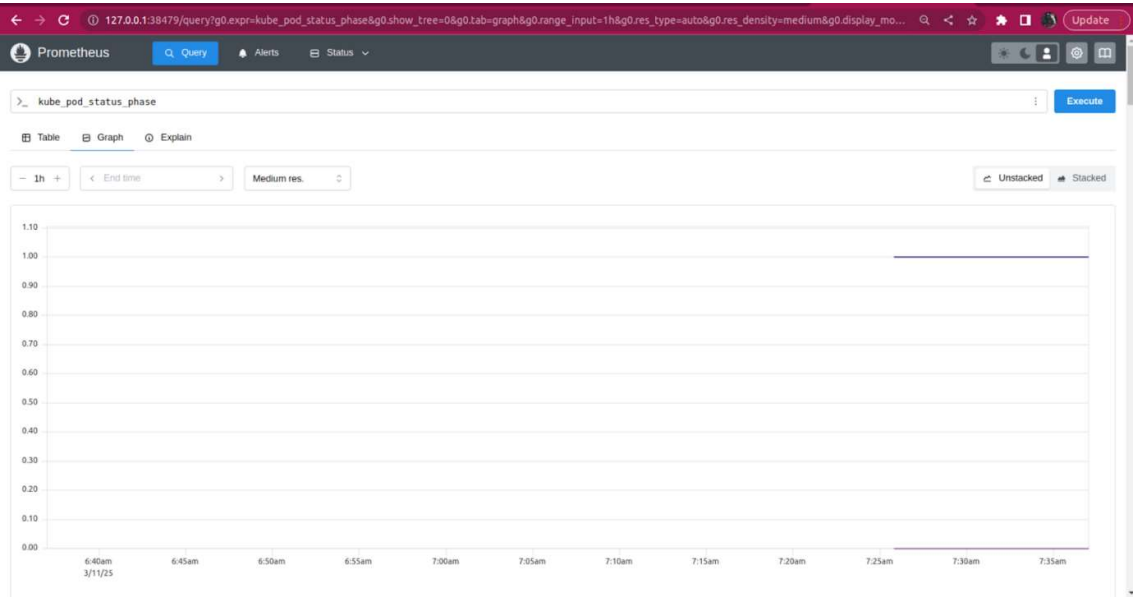 127.0.0.1:38479/query?g0.expr=kube_pod_status_phase&g0.show_tree=0&g0.tab=graph&g0.range_input=1h&g0.res_type=auto&g0.res_density=medium&g0.display_mo...
Update
Prometheus Query Alerts Status
>_ kube_pod_status_phase Execute
Table Graph Explain
− 1h + < End time > Medium res. Unstacked Stacked
1.10
1.00
0.90
0.80
0.70
0.60
0.50
0.40
0.30
0.20
0.10
0.00
6:40am 6:45am 6:50am 6:55am 7:00am 7:05am 7:10am 7:15am 7:20am 7:25am 7:30am 7:35am
3/11/25